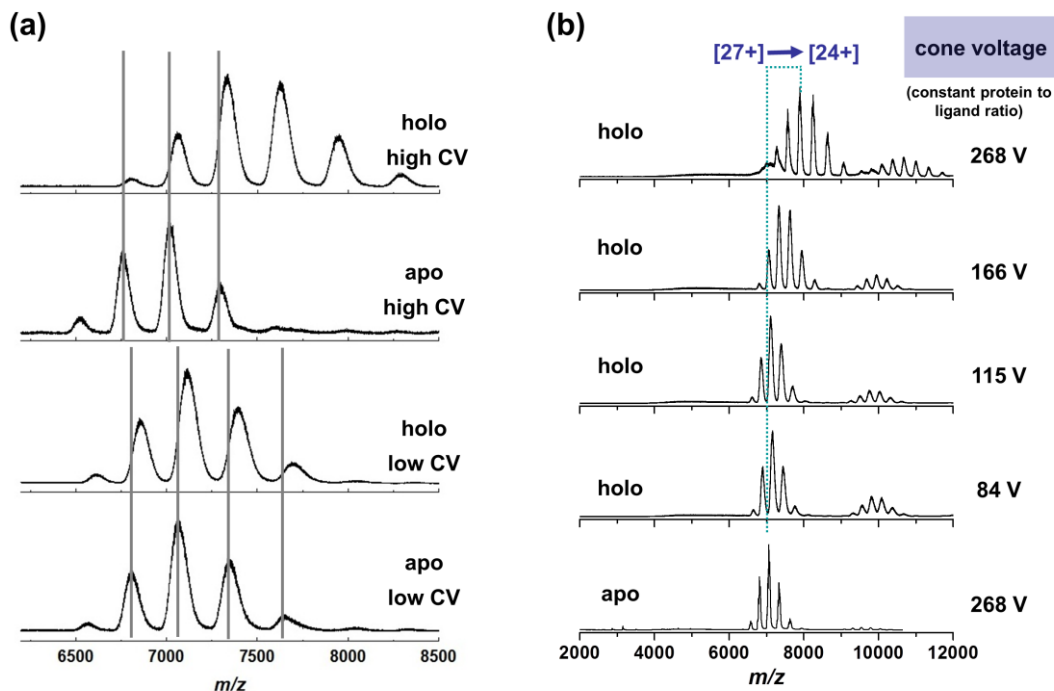 (a)
holo
high CV
apo
high CV
holo
low CV
apo
low CV
6500 7000 7500 8000 8500
m/z
(b)
[27+] [24+]
cone voltage
(constant protein to
ligand ratio)
holo
268 V
holo
166 V
holo
115 V
holo
84 V
apo
268 V
2000 4000 6000 8000 10000 12000
m/z